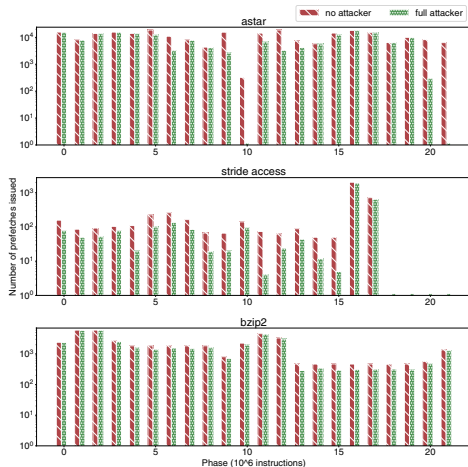 no attacker full attacker
astar
10^4
10^3
10^2
10^1
10^0
0 5 10 15 20
stride access
Number of prefetches issued
10^3
10^2
10^1
10^0
0 5 10 15 20
bzip2
10^3
10^2
10^1
10^0
0 5 10 15 20
Phase (10^6 instructions)